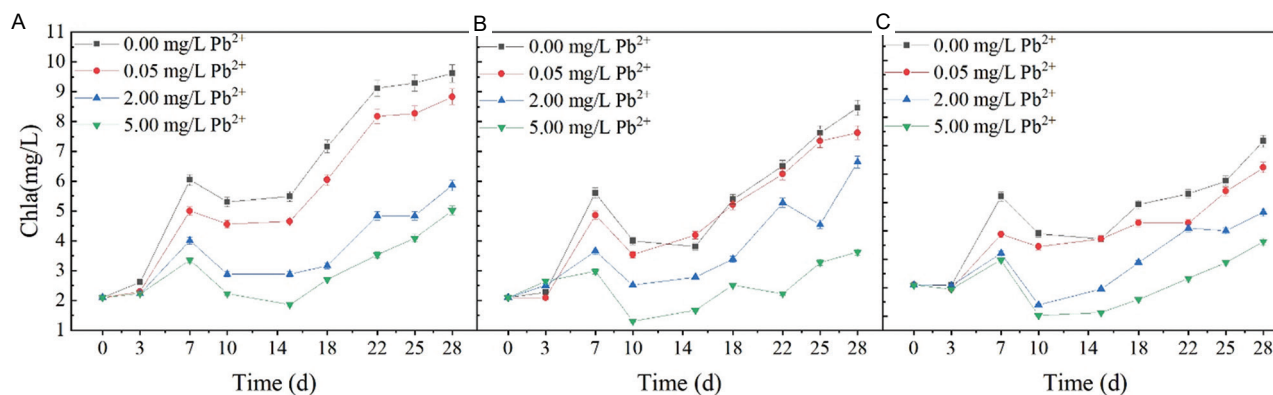 A
Chla(mg/L)
11
10
9
8
7
6
5
4
3
2
1
0.00 mg/L Pb²⁺
0.05 mg/L Pb²⁺
2.00 mg/L Pb²⁺
5.00 mg/L Pb²⁺
0 3 7 10 14 18 22 25 28
Time (d)
B
0.00 mg/L Pb²⁺
0.05 mg/L Pb²⁺
2.00 mg/L Pb²⁺
5.00 mg/L Pb²⁺
0 3 7 10 14 18 22 25 28
Time (d)
C
0.00 mg/L Pb²⁺
0.05 mg/L Pb²⁺
2.00 mg/L Pb²⁺
5.00 mg/L Pb²⁺
0 3 7 10 14 18 22 25 28
Time (d)